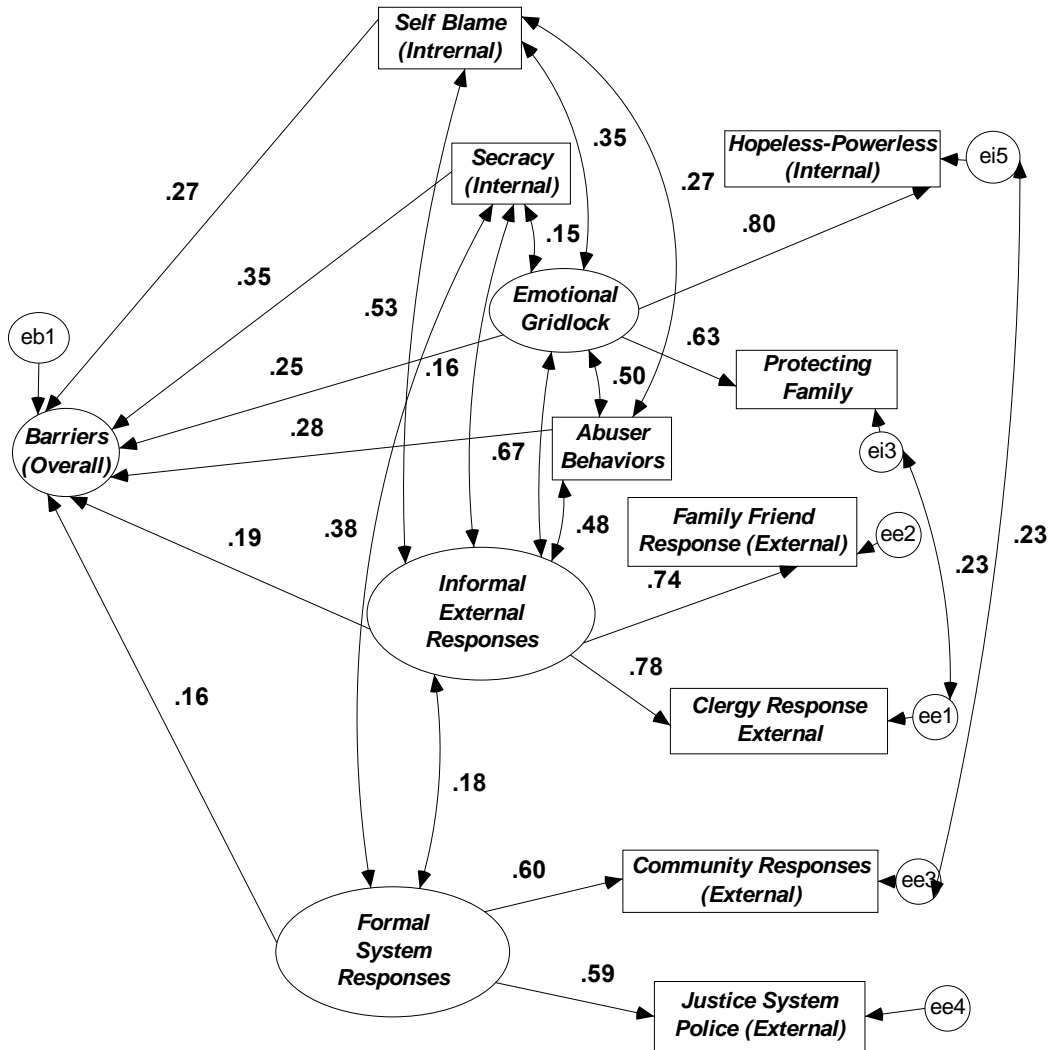 Self Blame
(Intrernal)
.35
Hopeless-Powerless
(Internal)
ei5
Secracy
(Internal)
.27
.27
.80
.15
.35
.53
Emotional
Gridlock
eb1
.63
.16
.25
.50
Protecting
Family
Barriers
(Overall)
.28
.67
Abuser
Behaviors
ei3
.38
.48
Family Friend
Response (External)
ee2
.23
.19
.23
Informal
External
Responses
.74
.78
.16
Clergy Response
External
ee1
.18
.60
Community Responses
(External)
ee3
Formal
System
Responses
.59
Justice System
Police (External)
ee4